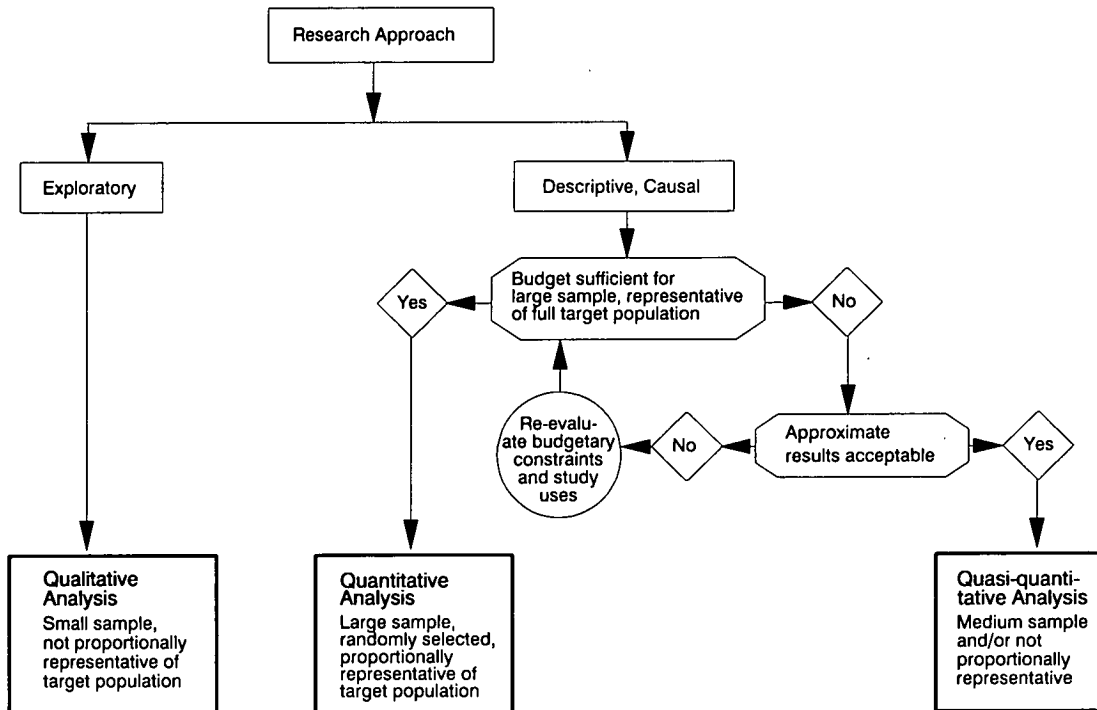 Research Approach
Exploratory
Descriptive, Causal
Budget sufficient for
large sample, representative
of full target population
Yes
No
Re-evalu-
ate budgetary
constraints
and study
uses
No
Approximate
results acceptable
Yes
Qualitative
Analysis
Small sample,
not proportionally
representative of
target population
Quantitative
Analysis
Large sample,
randomly selected,
proportionally
representative of
target population
Quasi-quanti-
tative Analysis
Medium sample
and/or not
proportionally
representative